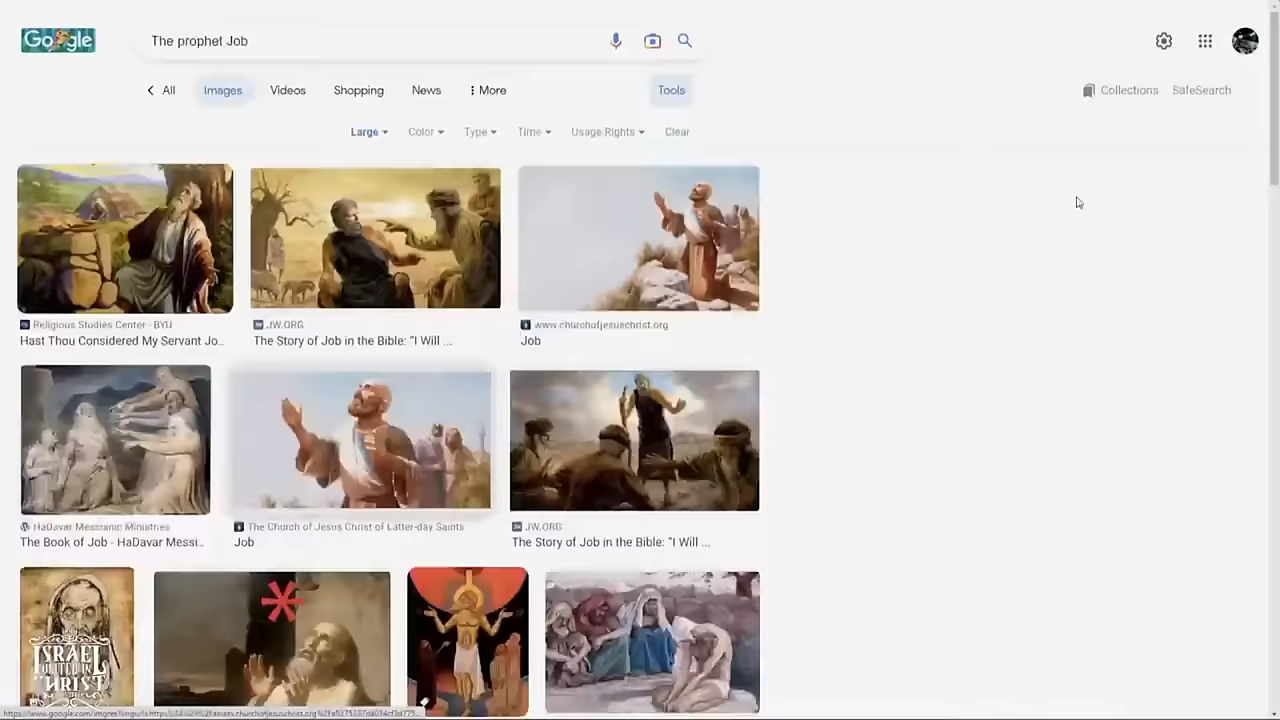 Google
The prophet Job
All Images Videos Shopping News More Tools
Collections SafeSearch
Large Color Type Time Usage Rights Clear
Religious Studies Center - BYU
Hast Thou Considered My Servant Jo...
JW.ORG
The Story of Job in the Bible: “I Will ...
www.churchofjesuschrist.org
Job
HaDavar Messianic Ministries
The Book of Job - HaDavar Messi...
The Church of Jesus Christ of Latter-day Saints
Job
JW.ORG
The Story of Job in the Bible: “I Will ...
ISRAEL
UNITED IN
CHRIST